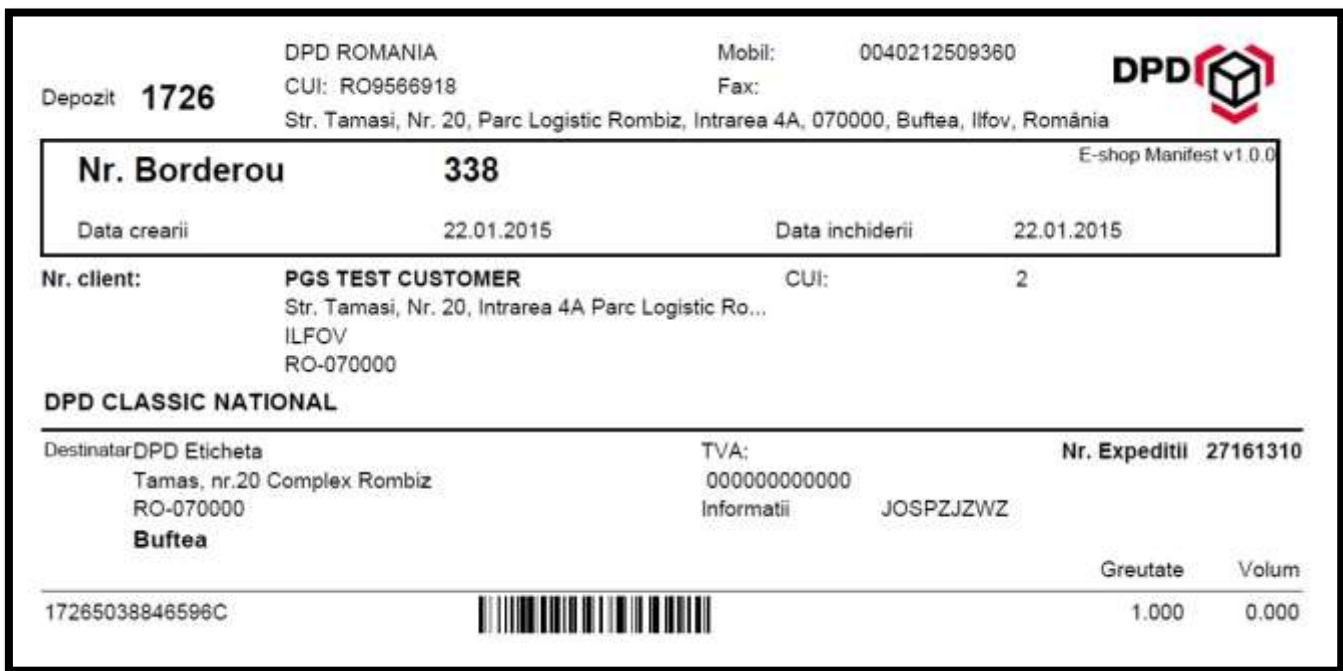 DPD ROMANIA Mobil: 0040212509360
DPD
Depozit 1726 CUI: RO9566918 Fax:
Str. Tamasi, Nr. 20, Parc Logistic Rombiz, Intrarea 4A, 070000, Buftea, Ilfov, România
E-shop Manifest v1.0.0
Nr. Borderou 338
Data crearii 22.01.2015 Data inchiderii 22.01.2015
Nr. client: PGS TEST CUSTOMER CUI: 2
Str. Tamasi, Nr. 20, Intrarea 4A Parc Logistic Ro...
ILFOV
RO-070000
DPD CLASSIC NATIONAL
Destinatar DPD Eticheta TVA: Nr. Expeditii 27161310
Tamas, nr.20 Complex Rombiz 000000000000
RO-070000 Informatii JOSPZJZWZ
Buftea
Greutate Volum
17265038846596C 1.000 0.000